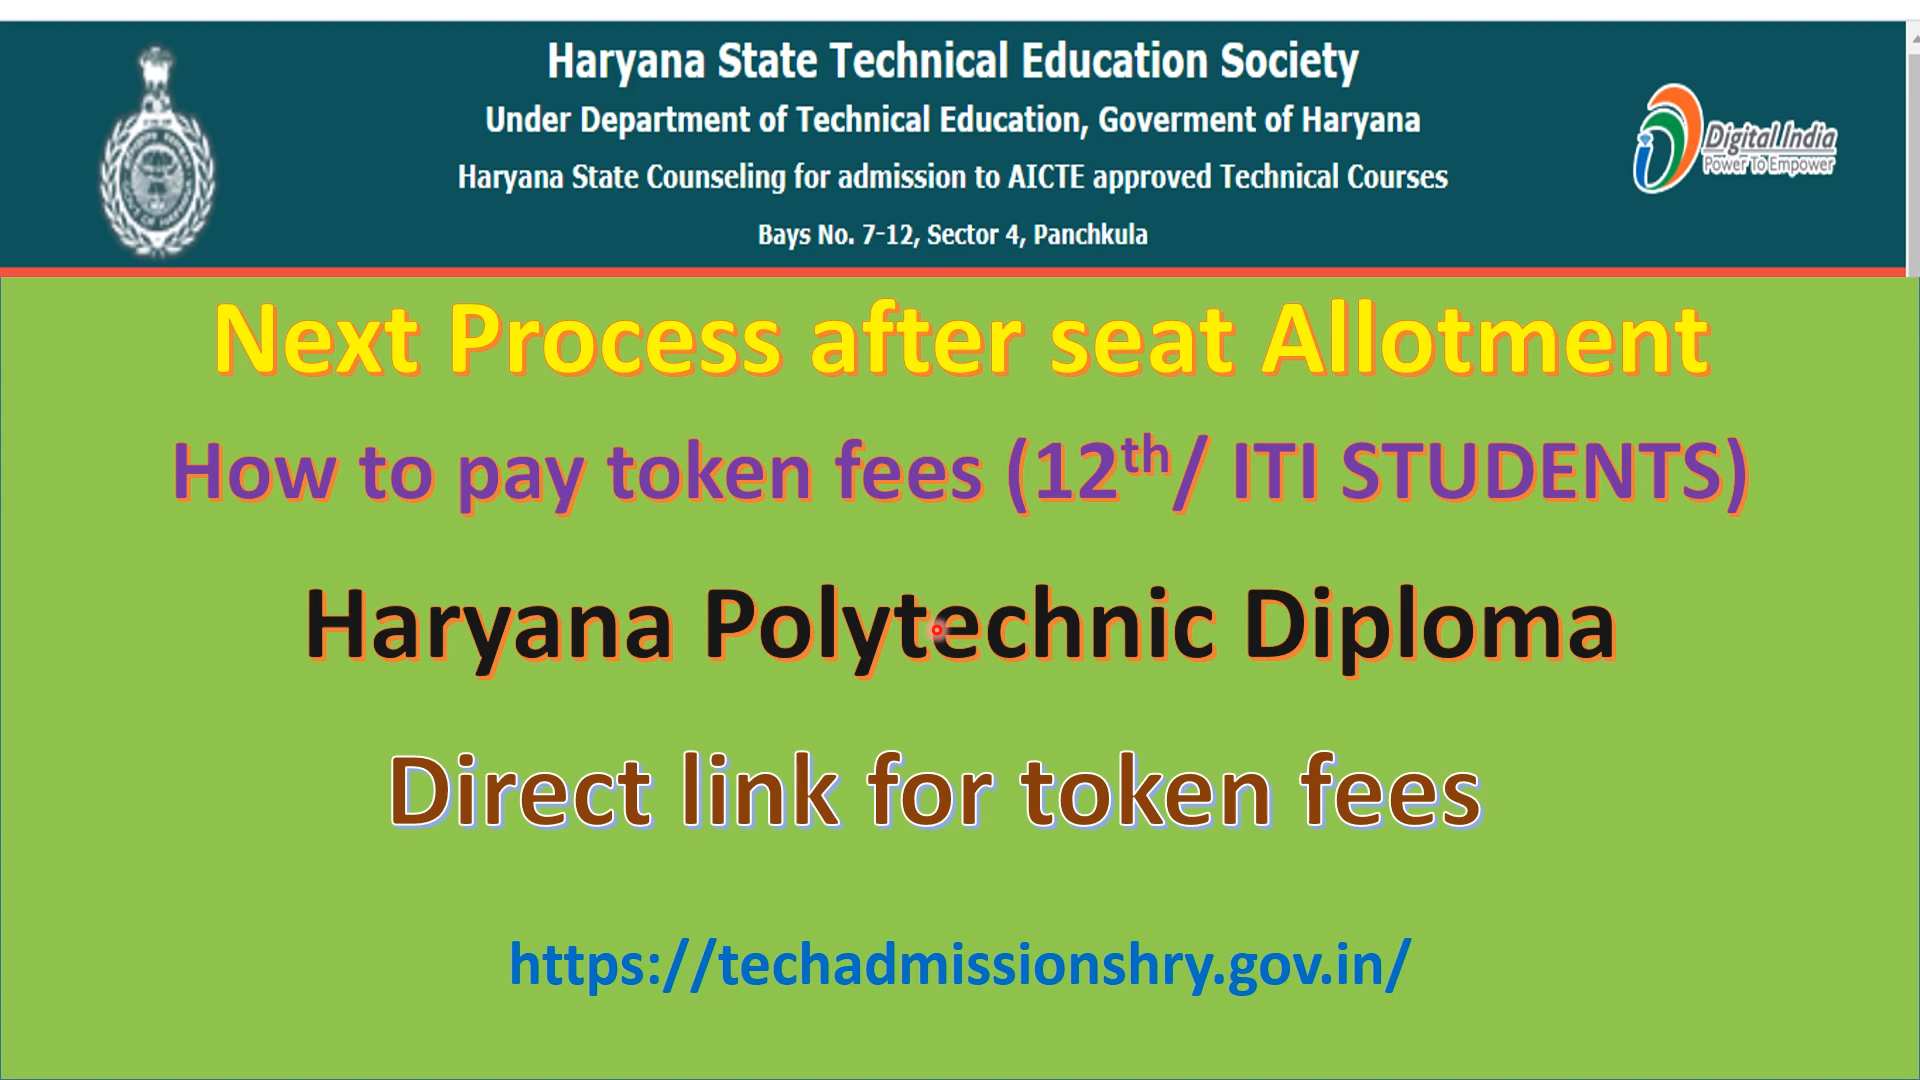 Haryana State Technical Education Society
Under Department of Technical Education, Goverment of Haryana
Haryana State Counseling for admission to AICTE approved Technical Courses
Bays No. 7-12, Sector 4, Panchkula
Digital India
Power To Empower
Next Process after seat Allotment
How to pay token fees (12th/ ITI STUDENTS)
Haryana Polytechnic Diploma
Direct link for token fees
https://techadmissionshry.gov.in/